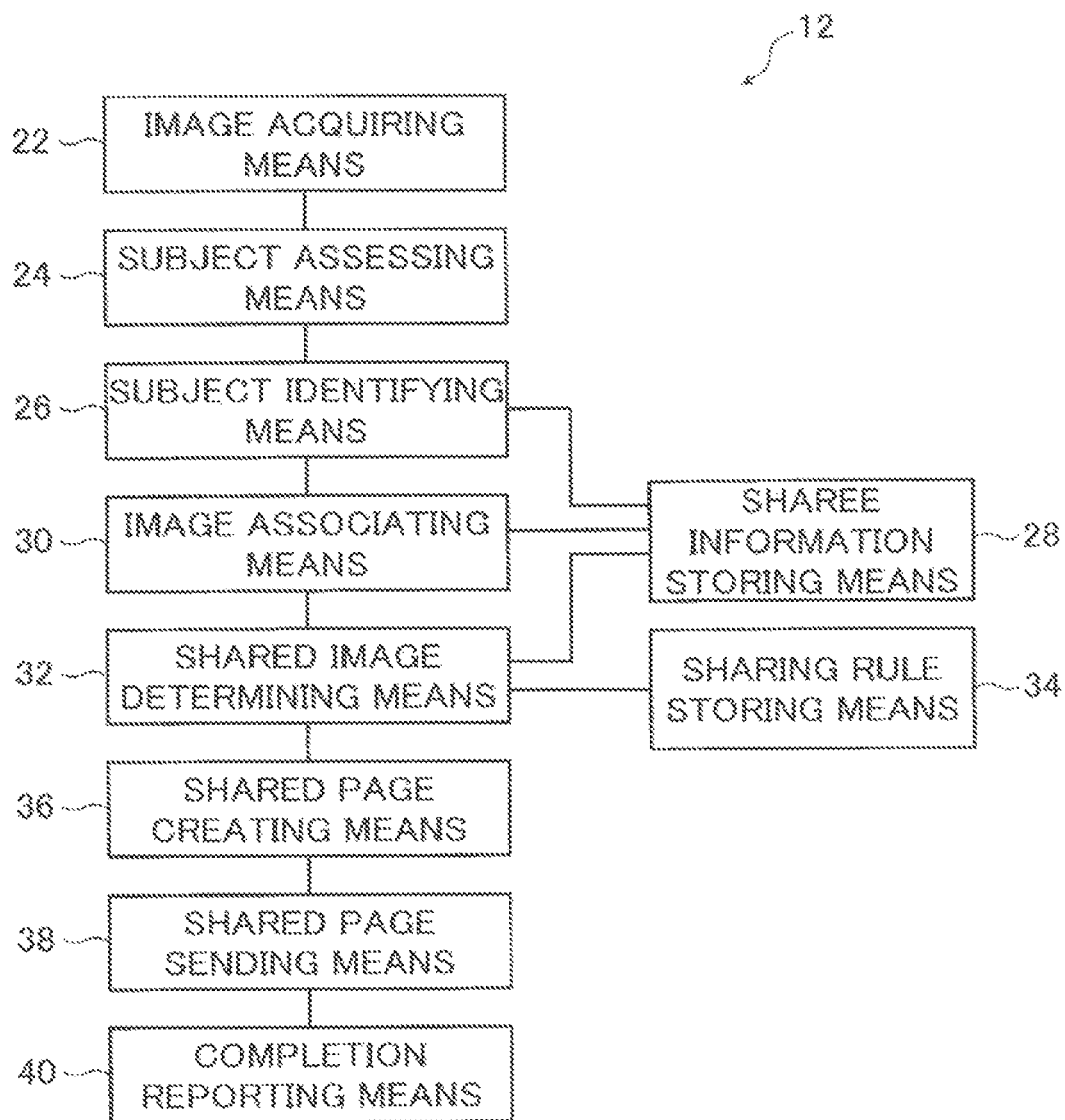 12
22
IMAGE ACQUIRING
MEANS
24
SUBJECT ASSESSING
MEANS
26
SUBJECT IDENTIFYING
MEANS
30
IMAGE ASSOCIATING
MEANS
SHAREE
INFORMATION
STORING MEANS
28
32
SHARED IMAGE
DETERMINING MEANS
SHARING RULE
STORING MEANS
34
36
SHARED PAGE
CREATING MEANS
38
SHARED PAGE
SENDING MEANS
40
COMPLETION
REPORTING MEANS